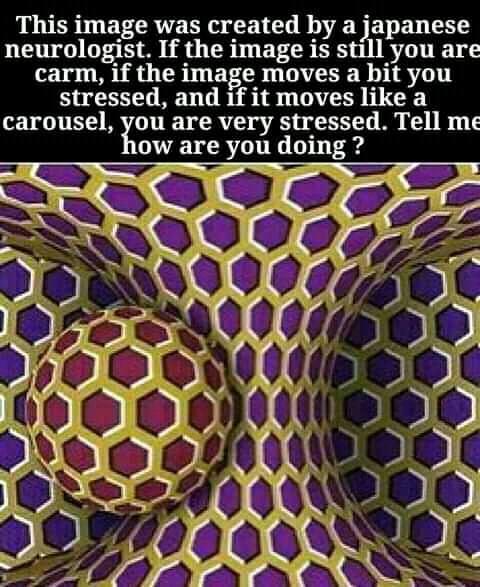 This image was created by a japanese
neurologist. If the image is still you are
carm, if the image moves a bit you
stressed, and if it moves like a
carousel, you are very stressed. Tell me
how are you doing ?